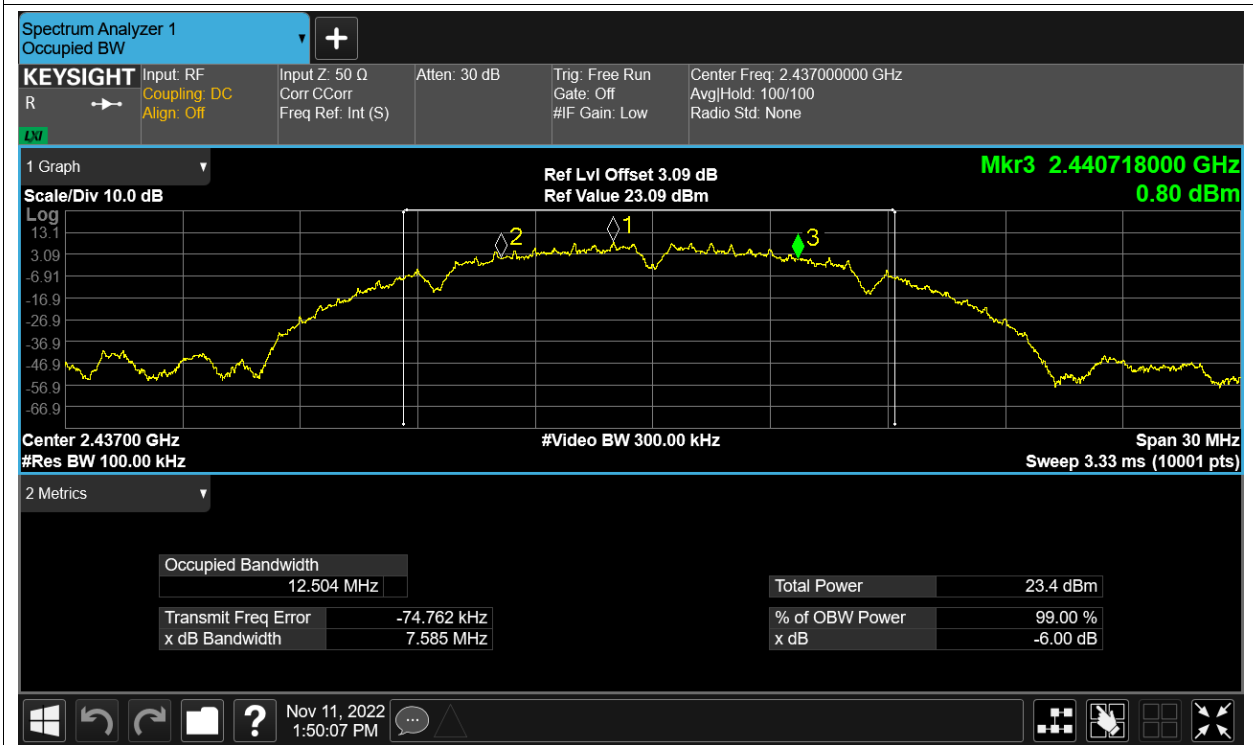 Spectrum Analyzer 1
Occupied BW
KEYSIGHT
R
LXI
Input: RF
Coupling: DC
Align: Off
Input Z: 50 Ω
Corr CCorr
Freq Ref: Int (S)
Atten: 30 dB
Trig: Free Run
Gate: Off
#IF Gain: Low
Center Freq: 2.437000000 GHz
Avg|Hold: 100/100
Radio Std: None
1 Graph
Scale/Div 10.0 dB
Ref Lvl Offset 3.09 dB
Ref Value 23.09 dBm
Mkr3 2.440718000 GHz
0.80 dBm
Log
13.1
3.09
-6.91
-16.9
-26.9
-36.9
-46.9
-56.9
-66.9
2
1
3
Center 2.43700 GHz
#Res BW 100.00 kHz
#Video BW 300.00 kHz
Span 30 MHz
Sweep 3.33 ms (10001 pts)
2 Metrics
Occupied Bandwidth
12.504 MHz
Transmit Freq Error -74.762 kHz
x dB Bandwidth 7.585 MHz
Total Power 23.4 dBm
% of OBW Power 99.00 %
x dB -6.00 dB
?
Nov 11, 2022
1:50:07 PM